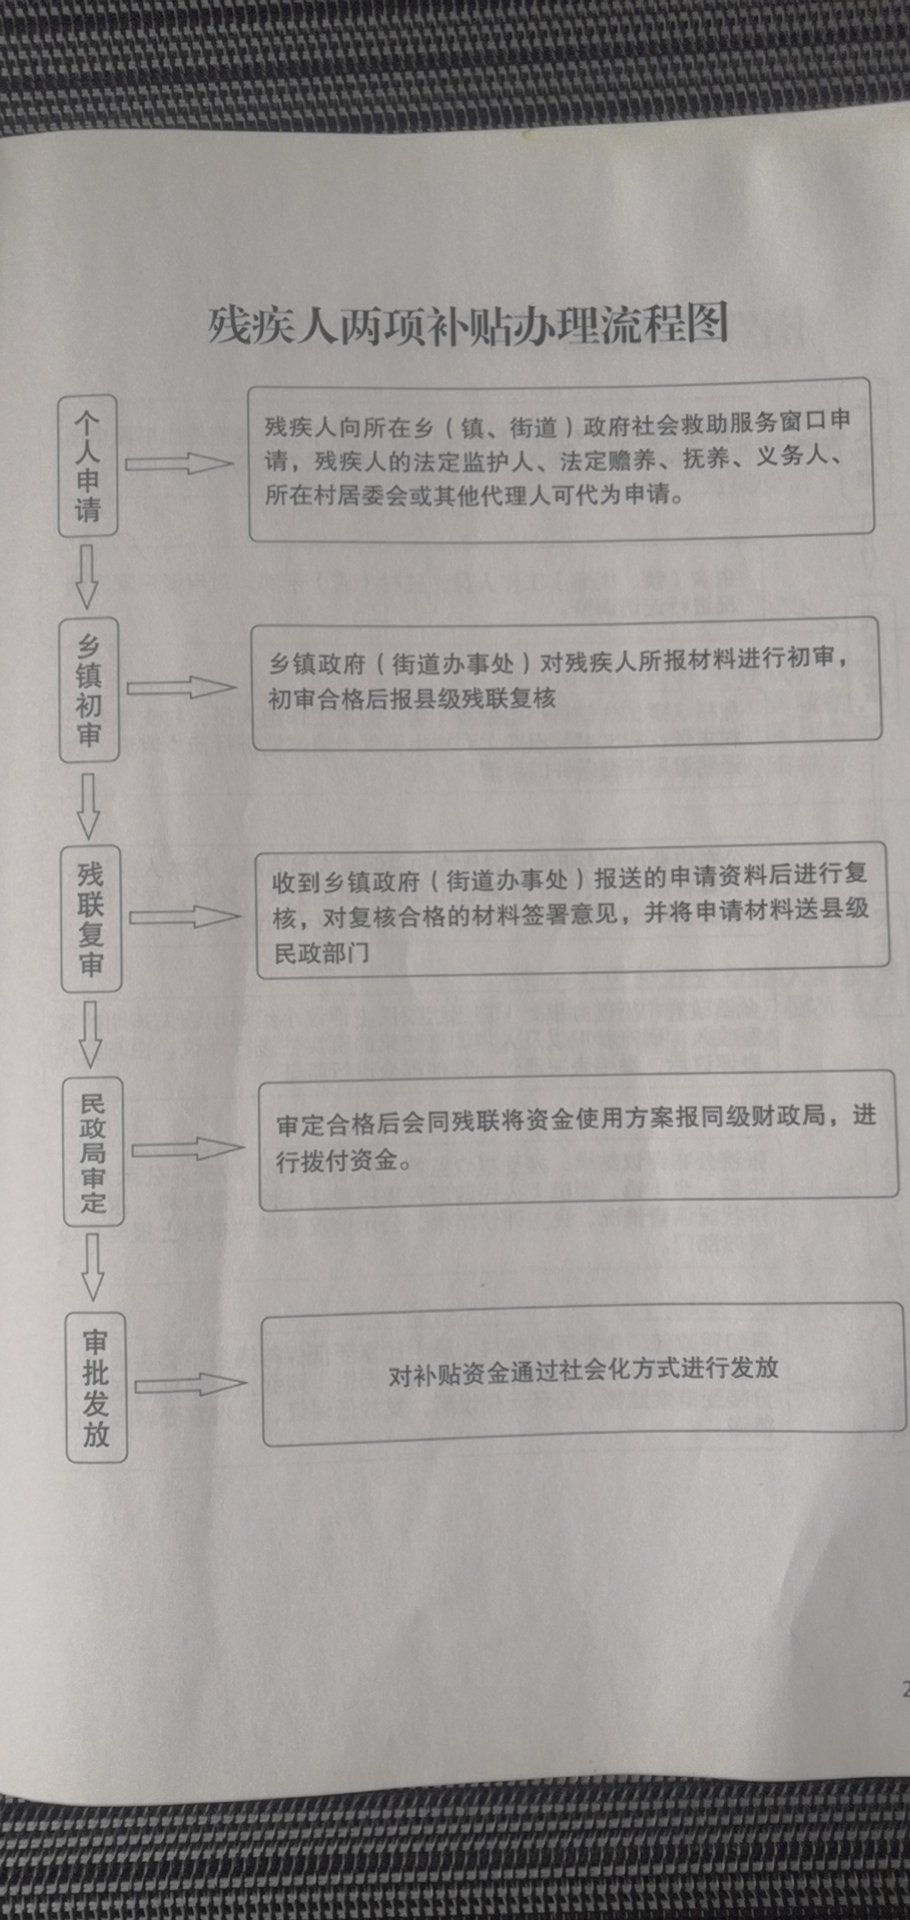 残疾人两项补贴办理流程图
个人申请
残疾人向所在乡（镇、街道）政府社会救助服务窗口申
请，残疾人的法定监护人、法定赡养、抚养、义务人、
所在村居委会或其他代理人可代为申请。
乡镇初审
乡镇政府（街道办事处）对残疾人所报材料进行初审，
初审合格后报县级残联复核
残联复审
收到乡镇政府（街道办事处）报送的申请资料后进行复
核，对复核合格的材料签署意见，并将申请材料送县级
民政部门
民政局审定
审定合格后会同残联将资金使用方案报同级财政局，进
行拨付资金。
审批发放
对补贴资金通过社会化方式进行发放